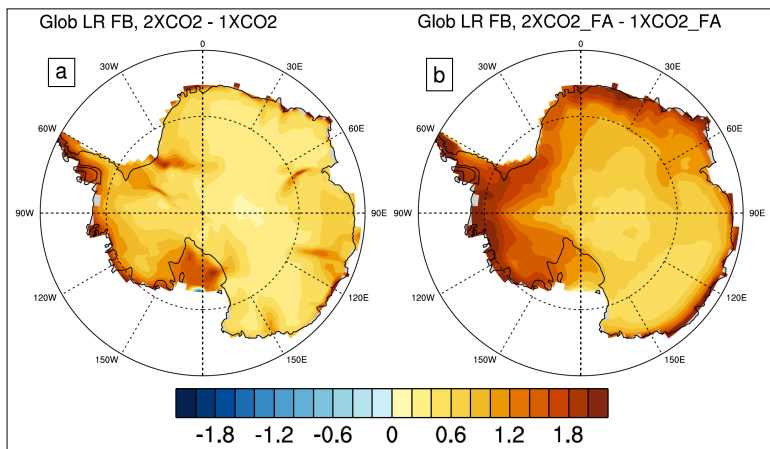 Glob LR FB, 2XCO2 - 1XCO2
Glob LR FB, 2XCO2_FA - 1XCO2_FA
a
0
30W
30E
60W
60E
90W
90E
120W
120E
150W
150E
b
0
30W
30E
60W
60E
90W
90E
120W
120E
150W
150E
-1.8 -1.2 -0.6 0 0.6 1.2 1.8